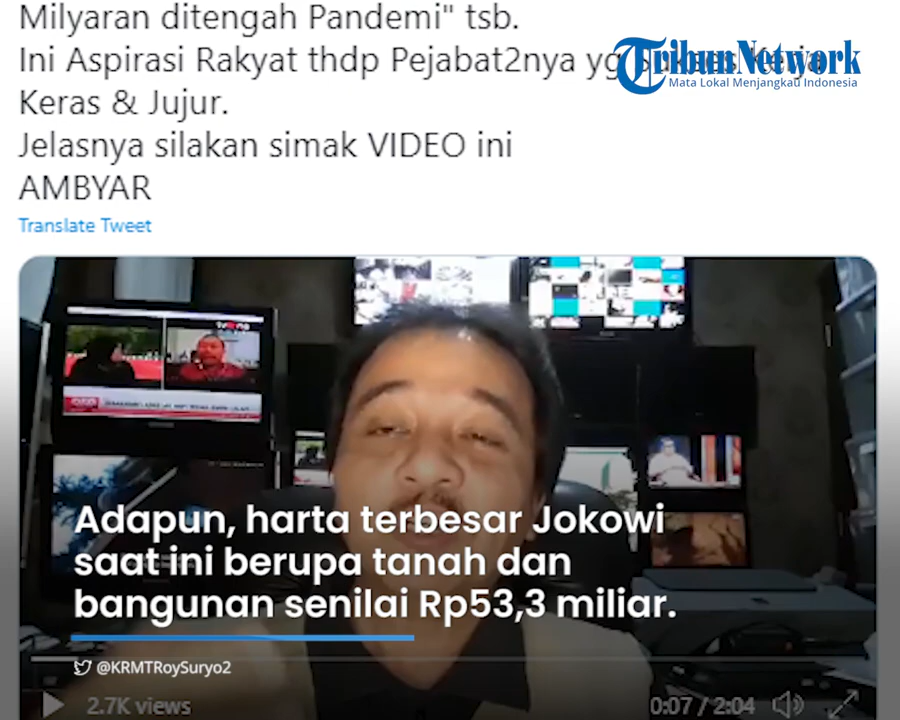 Milyaran ditengah Pandemi" tsb.
Ini Aspirasi Rakyat thdp Pejabat2nya yg
Tribun Network
Mata Lokal Menjangkau Indonesia
Keras & Jujur.
Jelasnya silakan simak VIDEO ini
AMBYAR
Translate Tweet
Adapun, harta terbesar Jokowi
saat ini berupa tanah dan
bangunan senilai Rp53,3 miliar.
@KRMTRoySuryo2
2.7K views
0:07 / 2:04